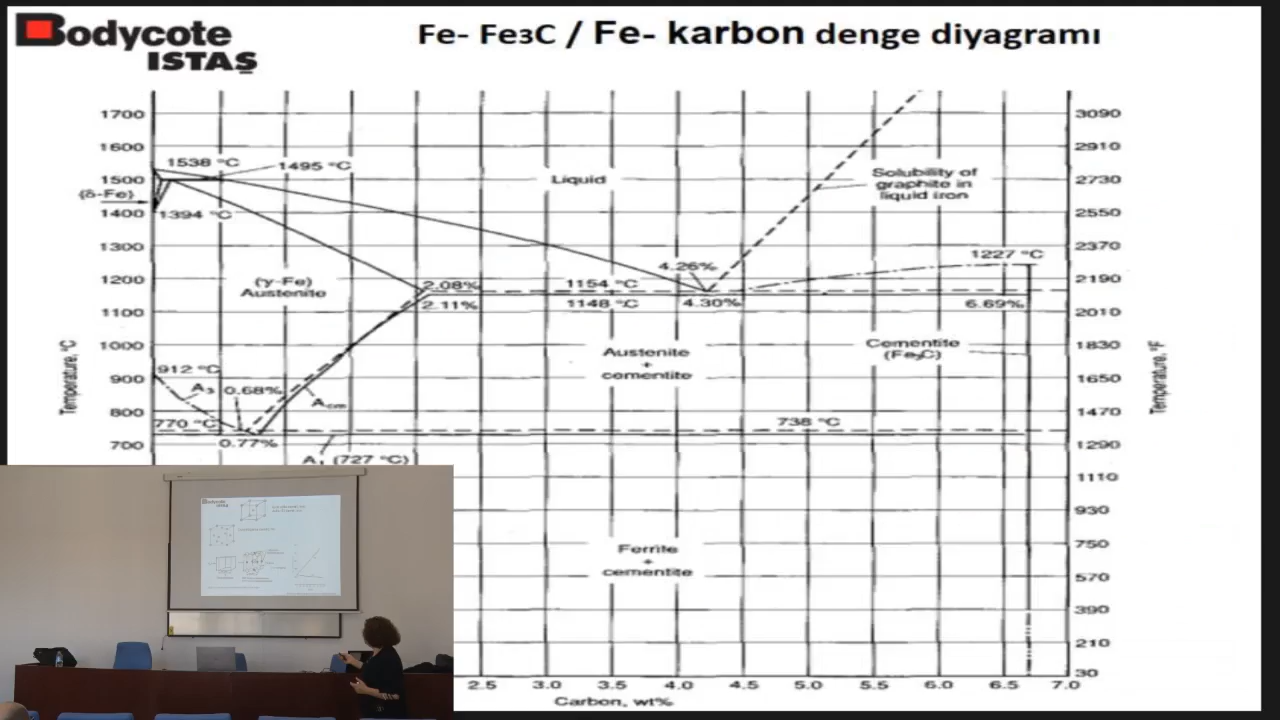 Bodycote
ISTAŞ
Fe- Fe3C / Fe- karbon denge diyagramı
1700
1600
1500
(δ-Fe)
1400
1300
1200
1100
1000
900
800
700
Temperature, °C
1538 °C
1495 °C
1394 °C
Liquid
Solubility of
graphite in
liquid iron
(γ-Fe)
Austenite
2.08%
2.11%
1154 °C
1148 °C
4.26%
4.30%
1227 °C
6.69%
Austenite
+
cementite
Cementite
(Fe3C)
912 °C
A3
0.68%
Acm
770 °C
0.77%
A1 (727 °C)
738 °C
Ferrite
+
cementite
3090
2910
2730
2550
2370
2190
2010
1830
1650
1470
1290
1110
930
750
570
390
210
30
Temperature, °F
2.5 3.0 3.5 4.0 4.5 5.0 5.5 6.0 6.5 7.0
Carbon, wt%
Bodycote
ISTAŞ